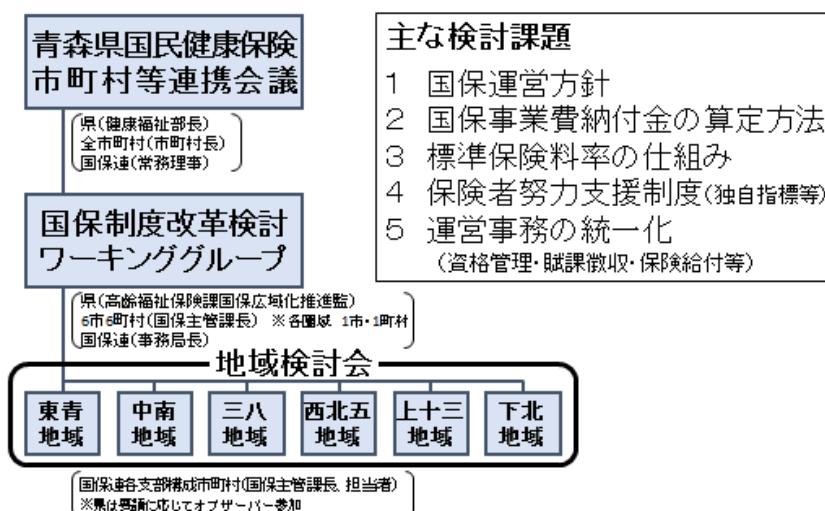 青森県国民健康保険
市町村等連携会議
県(健康福祉部長)
全市町村(市町村長)
国保連(常務理事)
国保制度改革検討
ワーキンググループ
県(高齢福祉保険課国保広域化推進監)
6市6町村(国保主管課長) ※各圏域 1市・1町村
国保連(事務局長)
地域検討会
東青
地域
中南
地域
三八
地域
西北五
地域
上十三
地域
下北
地域
国保連各支部構成市町村(国保主管課長、担当者)
※県は要請に応じてオブザーバー参加
主な検討課題
1 国保運営方針
2 国保事業費納付金の算定方法
3 標準保険料率の仕組み
4 保険者努力支援制度(独自指標等)
5 運営事務の統一化
(資格管理・賦課徴収・保険給付等)